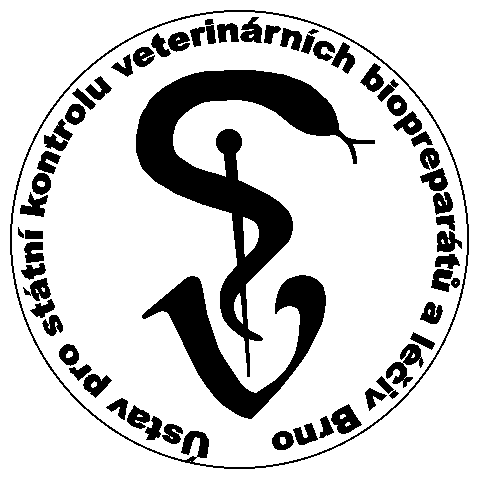 Ústav pro státní kontrolu veterinárních biopreparátů a léčiv Brno